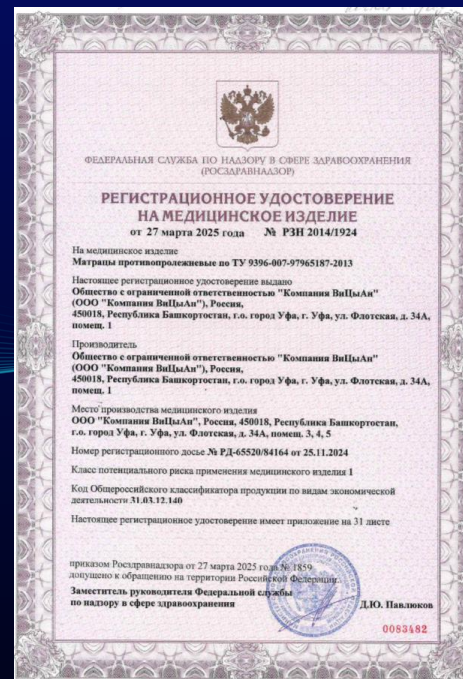 ФЕДЕРАЛЬНАЯ СЛУЖБА ПО НАДЗОРУ В СФЕРЕ ЗДРАВООХРАНЕНИЯ
(РОСЗДРАВНАДЗОР)
РЕГИСТРАЦИОННОЕ УДОСТОВЕРЕНИЕ
НА МЕДИЦИНСКОЕ ИЗДЕЛИЕ
от 27 марта 2025 года № РЗН 2014/1924
На медицинское изделие
Матрацы противопролежневые по ТУ 9396-007-97965187-2013
Настоящее регистрационное удостоверение выдано
Общество с ограниченной ответственностью "Компания ВиЦыАн"
(ООО "Компания ВиЦыАн"), Россия,
450018, Республика Башкортостан, г.о. город Уфа, г. Уфа, ул. Флотская, д. 34А,
помещ. 1
Производитель
Общество с ограниченной ответственностью "Компания ВиЦыАн"
(ООО "Компания ВиЦыАн"), Россия,
450018, Республика Башкортостан, г.о. город Уфа, г. Уфа, ул. Флотская, д. 34А,
помещ. 1
Место производства медицинского изделия
ООО "Компания ВиЦыАн", Россия, 450018, Республика Башкортостан,
г.о. город Уфа, г. Уфа, ул. Флотская, д. 34А, помещ. 3, 4, 5
Номер регистрационного досье № РД-65520/84164 от 25.11.2024
Класс потенциального риска применения медицинского изделия 1
Код Общероссийского классификатора продукции по видам экономической
деятельности 31.03.12.140
Настоящее регистрационное удостоверение имеет приложение на 31 листе
приказом Росздравнадзора от 27 марта 2025 года № 1859
допущено к обращению на территории Российской Федерации.
Заместитель руководителя Федеральной службы
по надзору в сфере здравоохранения
Д.Ю. Павлюков
0083482